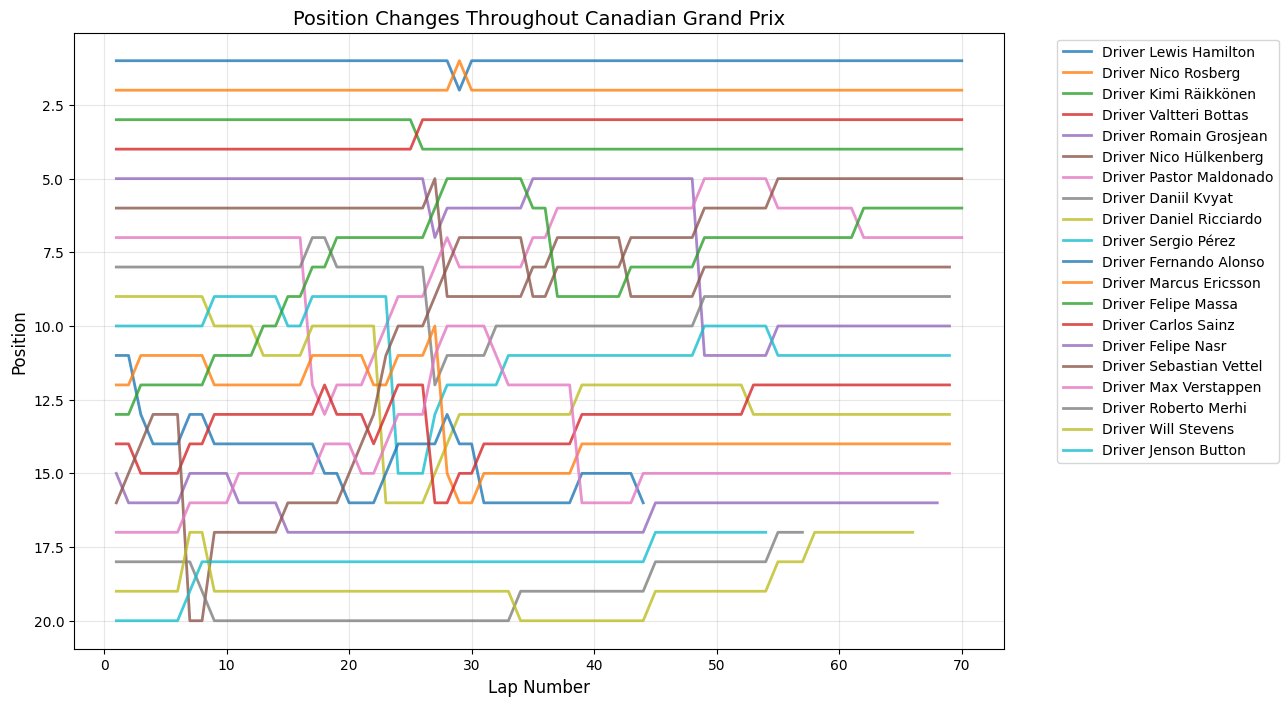 Position Changes Throughout Canadian Grand Prix
Position
2.5
5.0
7.5
10.0
12.5
15.0
17.5
20.0
0 10 20 30 40 50 60 70
Lap Number
Driver Lewis Hamilton
Driver Nico Rosberg
Driver Kimi Räikkönen
Driver Valtteri Bottas
Driver Romain Grosjean
Driver Nico Hülkenberg
Driver Pastor Maldonado
Driver Daniil Kvyat
Driver Daniel Ricciardo
Driver Sergio Pérez
Driver Fernando Alonso
Driver Marcus Ericsson
Driver Felipe Massa
Driver Carlos Sainz
Driver Felipe Nasr
Driver Sebastian Vettel
Driver Max Verstappen
Driver Roberto Merhi
Driver Will Stevens
Driver Jenson Button